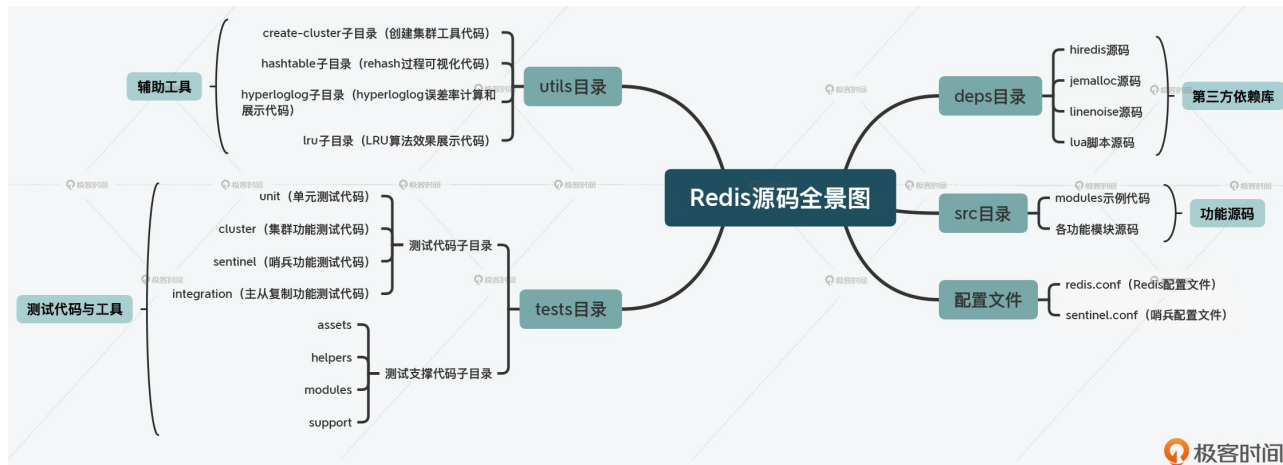 Redis源码全景图
utils目录
create-cluster子目录（创建集群工具代码）
hashtable子目录（rehash过程可视化代码）
hyperloglog子目录（hyperloglog误差率计算和
展示代码）
lru子目录（LRU算法效果展示代码）
辅助工具
tests目录
测试代码子目录
unit（单元测试代码）
cluster（集群功能测试代码）
sentinel（哨兵功能测试代码）
integration（主从复制功能测试代码）
测试支撑代码子目录
assets
helpers
modules
support
测试代码与工具
deps目录
hiredis源码
jemalloc源码
linenoise源码
lua脚本源码
第三方依赖库
src目录
modules示例代码
各功能模块源码
功能源码
配置文件
redis.conf（Redis配置文件）
sentinel.conf（哨兵配置文件）
极客时间